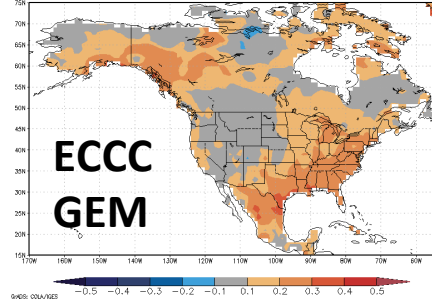 75N
70N
65N
60N
55N
50N
45N
40N
35N
30N
25N
20N
15N
ECCC
GEM
170W 160W 150W 140W 130W 120W 110W 100W 90W 80W 70W 60W
-0.5 -0.4 -0.3 -0.2 -0.1 0.1 0.2 0.3 0.4 0.5
GrADS: COLA/IGES